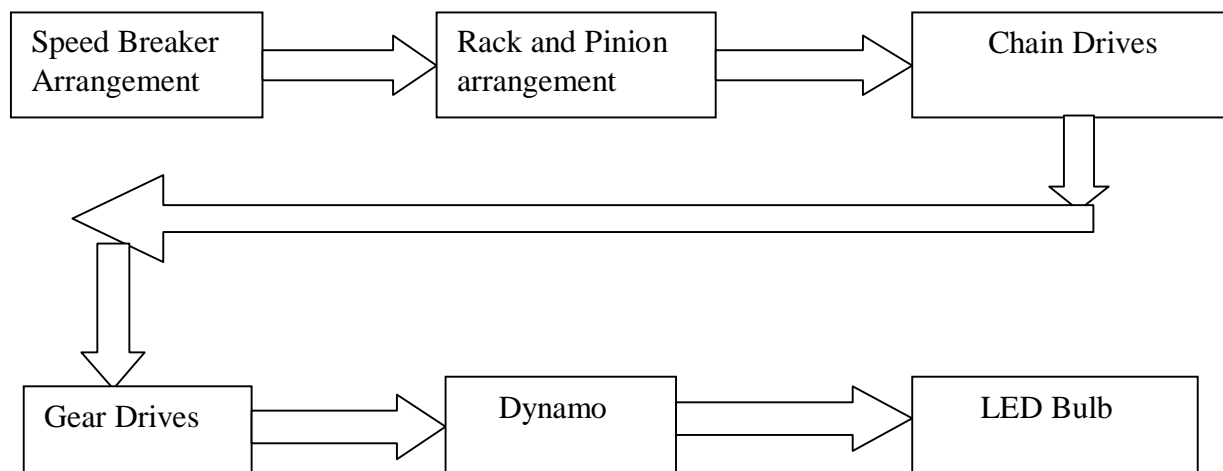 Speed Breaker
Arrangement
Rack and Pinion
arrangement
Chain Drives
Gear Drives
Dynamo
LED Bulb